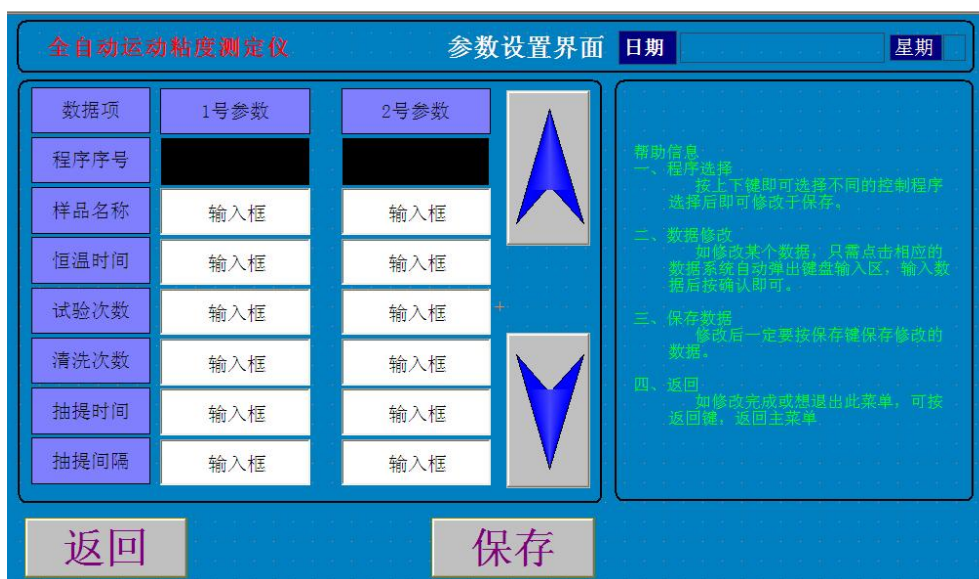 全自动运动粘度测定仪 参数设置界面 日期 星期
数据项 1号参数 2号参数
程序序号
样品名称 输入框 输入框
恒温时间 输入框 输入框
试验次数 输入框 输入框
清洗次数 输入框 输入框
抽提时间 输入框 输入框
抽提间隔 输入框 输入框
帮助信息
一、程序选择
按上下键即可选择不同的控制程序
选择后即可修改于保存。
二、数据修改
如修改某个数据，只需点击相应的
数据系统自动弹出键盘输入区，输入数
据后按确认即可。
三、保存数据
修改后一定要按保存键保存修改的
数据。
四、返回
如修改完成或想退出此菜单，可按
返回键，返回主菜单
返回 保存